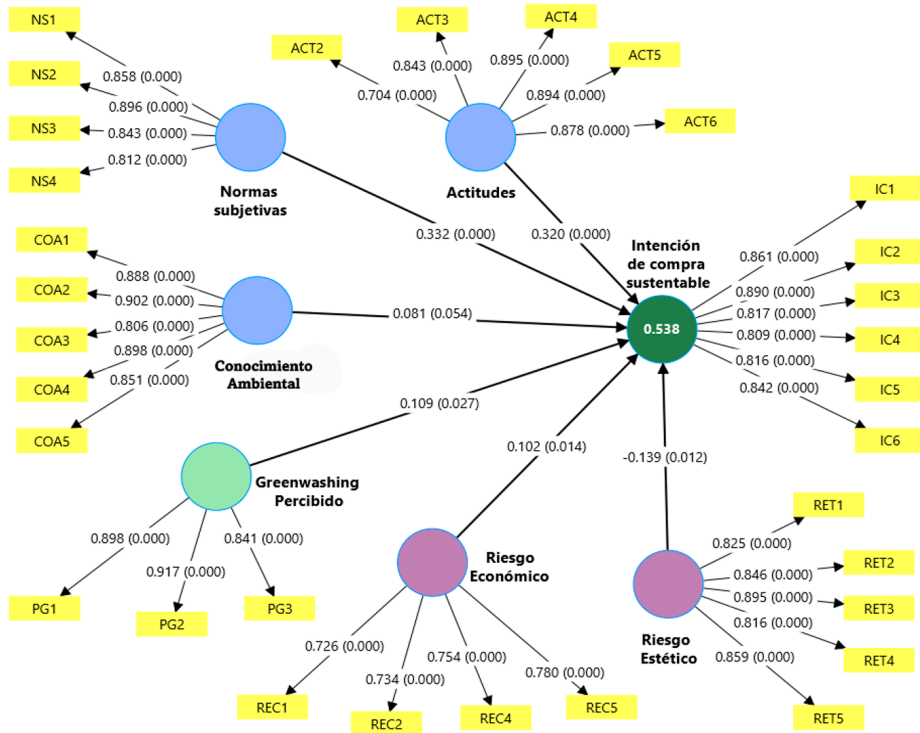 NS1
NS2
NS3
NS4
0.858 (0.000)
0.896 (0.000)
0.843 (0.000)
0.812 (0.000)
Normas
subjetivas
ACT2
ACT3
ACT4
ACT5
ACT6
0.704 (0.000)
0.843 (0.000)
0.895 (0.000)
0.894 (0.000)
0.878 (0.000)
Actitudes
0.332 (0.000)
0.320 (0.000)
COA1
COA2
COA3
COA4
COA5
0.888 (0.000)
0.902 (0.000)
0.806 (0.000)
0.898 (0.000)
0.851 (0.000)
Conocimiento
Ambiental
0.081 (0.054)
Intención
de compra
sustentable
0.538
IC1
IC2
IC3
IC4
IC5
IC6
0.861 (0.000)
0.890 (0.000)
0.817 (0.000)
0.809 (0.000)
0.816 (0.000)
0.842 (0.000)
0.109 (0.027)
Greenwashing
Percibido
0.898 (0.000)
0.917 (0.000)
0.841 (0.000)
PG1
PG2
PG3
0.102 (0.014)
Riesgo
Económico
0.726 (0.000)
0.734 (0.000)
0.754 (0.000)
0.780 (0.000)
REC1
REC2
REC4
REC5
-0.139 (0.012)
Riesgo
Estético
0.825 (0.000)
0.846 (0.000)
0.895 (0.000)
0.816 (0.000)
0.859 (0.000)
RET1
RET2
RET3
RET4
RET5